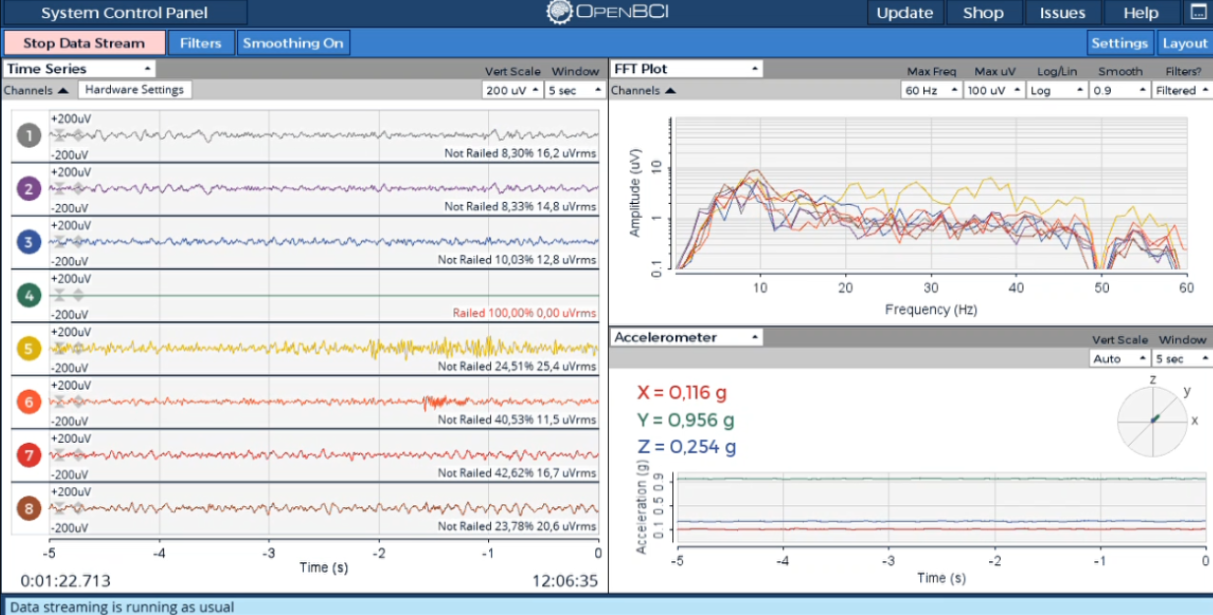 System Control Panel
OpenBCI
Update Shop Issues Help
Stop Data Stream Filters Smoothing On
Settings Layout
Time Series
Vert Scale Window
Channels Hardware Settings
200 uV 5 sec
1
+200uV
-200uV
Not Railed 8,30% 16,2 uVrms
2
+200uV
-200uV
Not Railed 8,33% 14,8 uVrms
3
+200uV
-200uV
Not Railed 10,03% 12,8 uVrms
4
+200uV
-200uV
Railed 100,00% 0,00 uVrms
5
+200uV
-200uV
Not Railed 24,51% 25,4 uVrms
6
+200uV
-200uV
Not Railed 40,53% 11,5 uVrms
7
+200uV
-200uV
Not Railed 42,62% 16,7 uVrms
8
+200uV
-200uV
Not Railed 23,78% 20,6 uVrms
-5 -4 -3 -2 -1 0
Time (s)
0:01:22.713
12:06:35
FFT Plot
Max Freq Max uV Log/Lin Smooth Filters?
Channels
60 Hz 100 uV Log 0.9 Filtered
Amplitude (uV)
10
1
0.1
10 20 30 40 50 60
Frequency (Hz)
Accelerometer
Vert Scale Window
Auto 5 sec
X = 0,116 g
Y = 0,956 g
Z = 0,254 g
z
y
x
Acceleration (g)
0.1 0.5 0.9
-5 -4 -3 -2 -1 0
Time (s)
Data streaming is running as usual